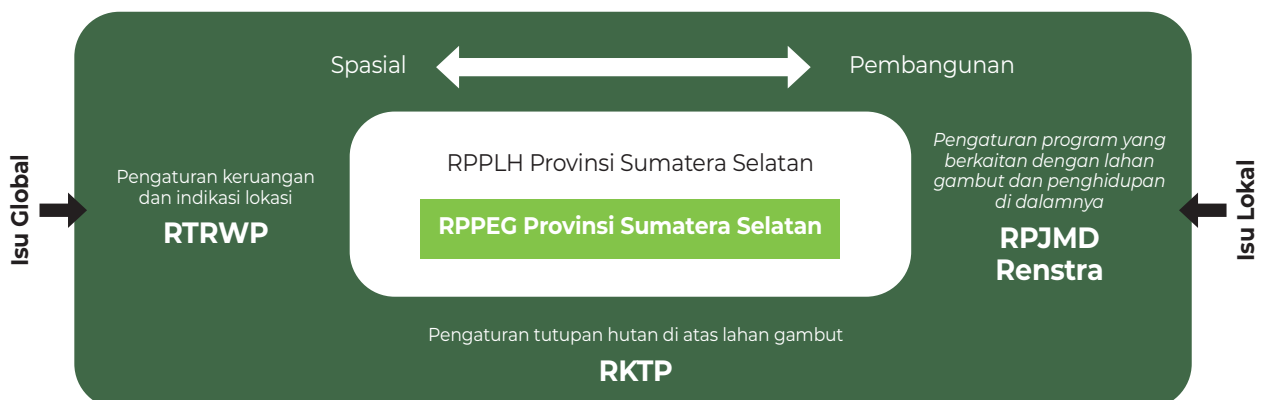 Spasial
Pembangunan
Isu Global
Pengaturan keruangan
dan indikasi lokasi
RTRWP
RPPLH Provinsi Sumatera Selatan
RPPEG Provinsi Sumatera Selatan
Pengaturan program yang
berkaitan dengan lahan
gambut dan penghidupan
di dalamnya
RPJMD
Renstra
Isu Lokal
Pengaturan tutupan hutan di atas lahan gambut
RKTP